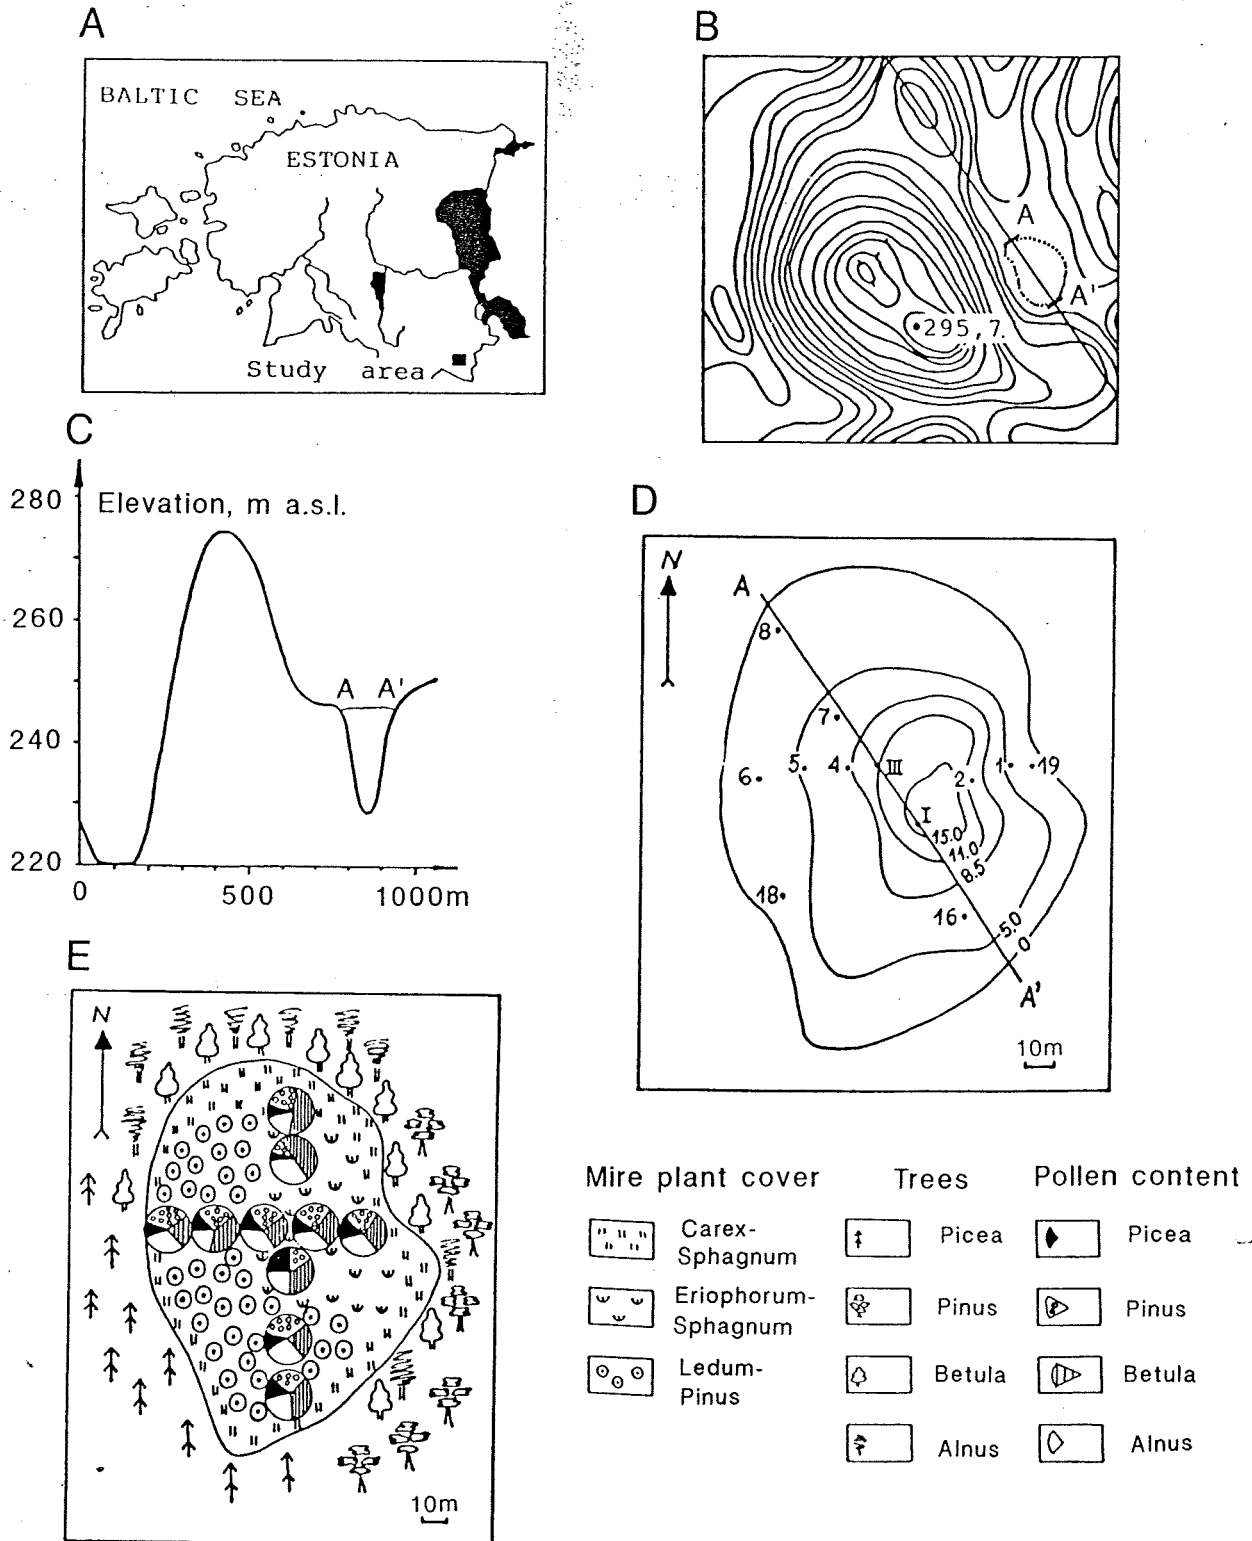 A
BALTIC SEA
ESTONIA
Study area
B
A
A'
295,7.
C
Elevation, m a.s.l.
280
260
240
220
A A'
0 500 1000m
D
N
A
8
7
6 5 4 III 2 1 19
I
15.0
11.0
8.5
18
16
5.0
0
A'
10m
E
N
10m
Mire plant cover
Carex-
Sphagnum
Eriophorum-
Sphagnum
Ledum-
Pinus
Trees
Picea
Pinus
Betula
Alnus
Pollen content
Picea
Pinus
Betula
Alnus